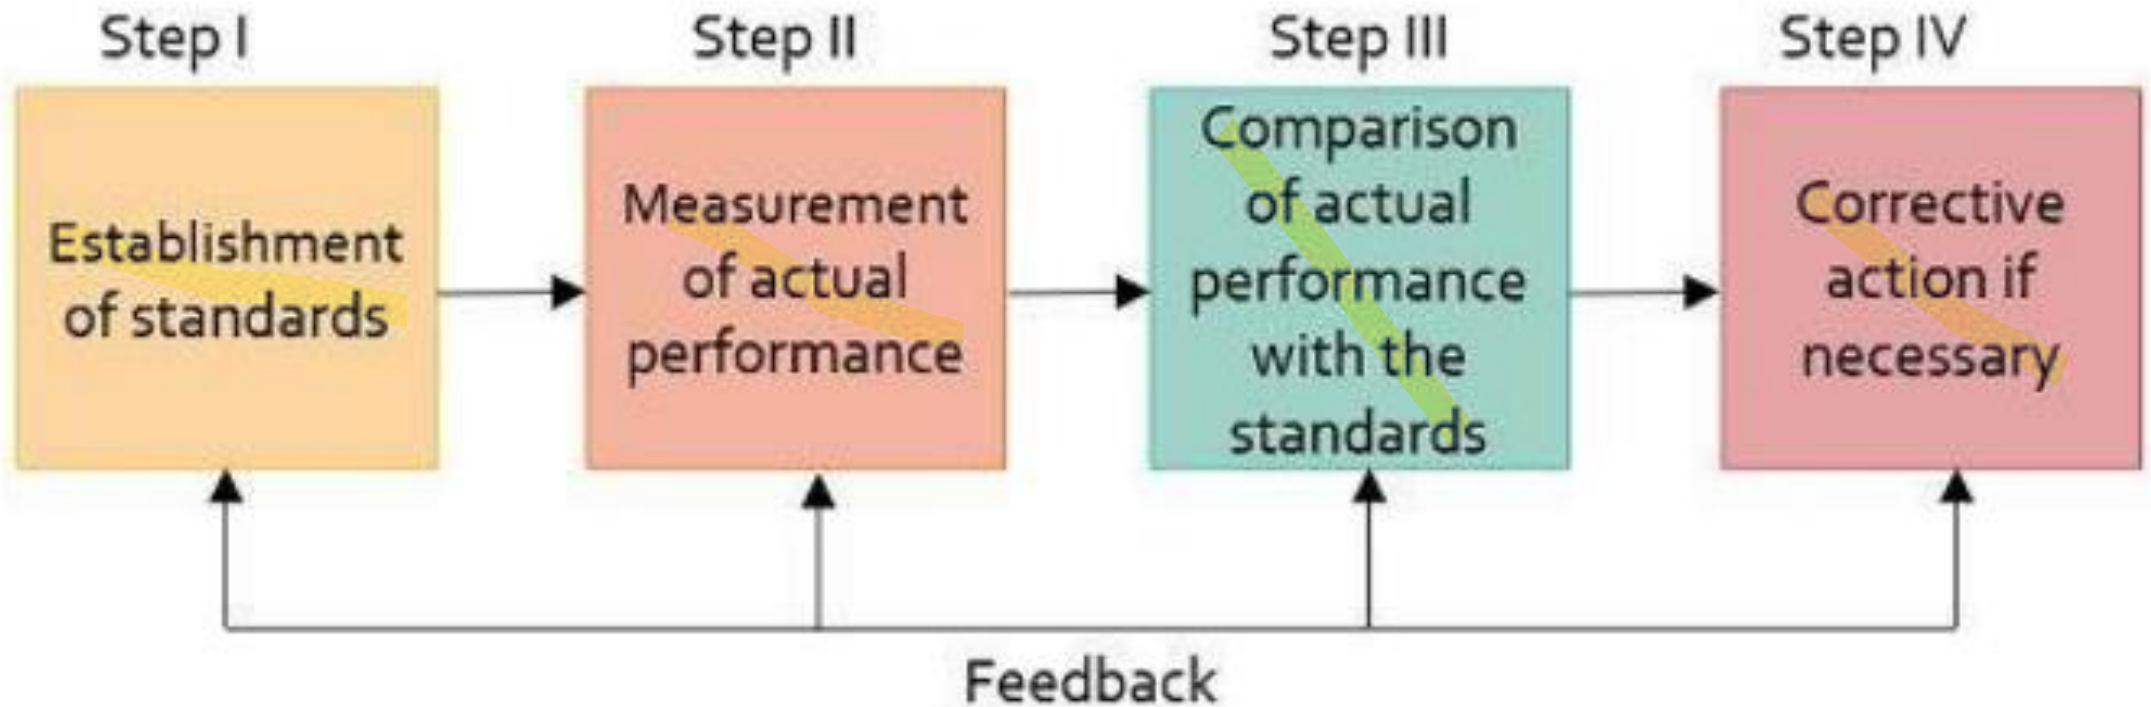 Step I
Step II
Step III
Step IV
Establishment
of standards
Measurement
of actual
performance
Comparison
of actual
performance
with the
standards
Corrective
action if
necessary
Feedback